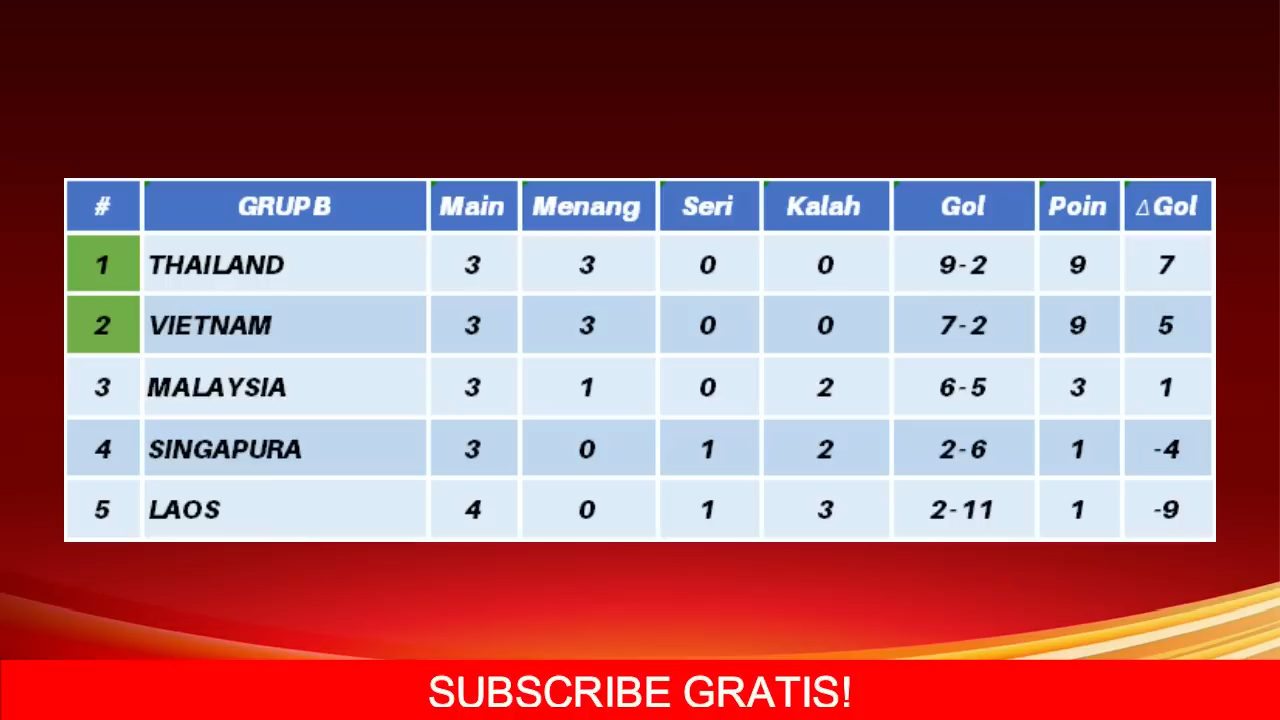 # GRUP B Main Menang Seri Kalah Gol Poin Δ Gol
1 THAILAND 3 3 0 0 9-2 9 7
2 VIETNAM 3 3 0 0 7-2 9 5
3 MALAYSIA 3 1 0 2 6-5 3 1
4 SINGAPURA 3 0 1 2 2-6 1 -4
5 LAOS 4 0 1 3 2-11 1 -9
SUBSCRIBE GRATIS!